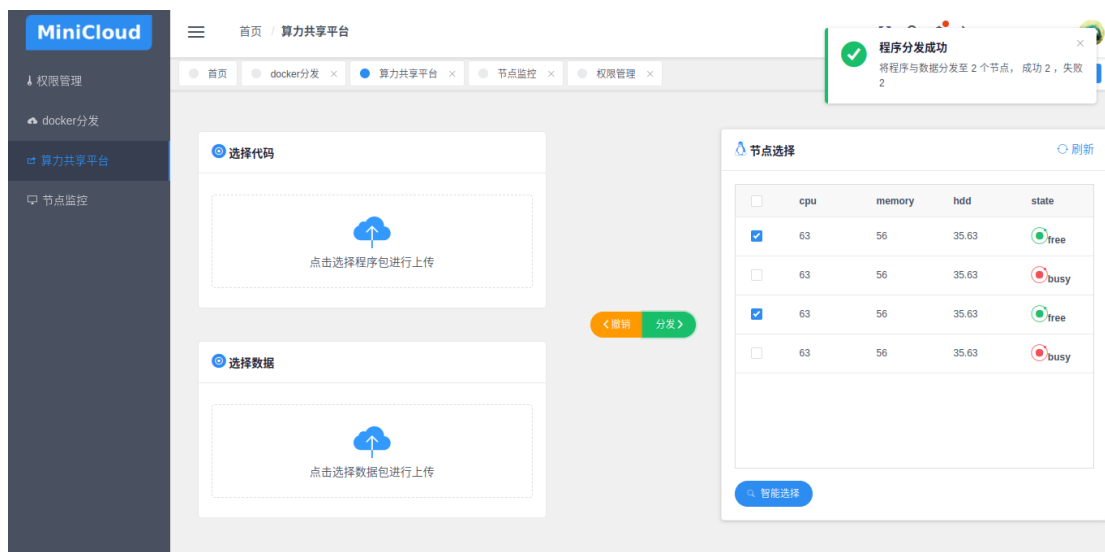 MiniCloud
首页 / 算力共享平台
程序分发成功
将程序与数据分发至 2 个节点， 成功 2 ，失败
2
权限管理
docker分发
算力共享平台
节点监控
首页 docker分发 × 算力共享平台 × 节点监控 × 权限管理 ×
选择代码
点击选择程序包进行上传
选择数据
点击选择数据包进行上传
撤销 分发
节点选择 刷新
cpu memory hdd state
63 56 35.63 free
63 56 35.63 busy
63 56 35.63 free
63 56 35.63 busy
智能选择